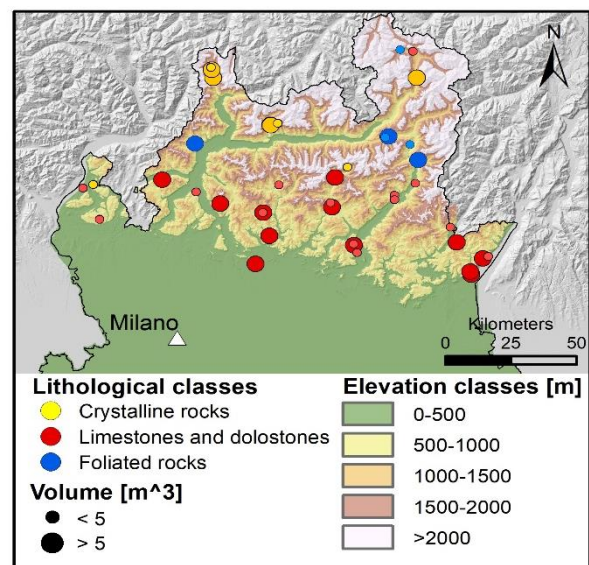 N
Milano
Kilometers
0 25 50
Lithological classes
Crystalline rocks
Limestones and dolostones
Foliated rocks
Volume [m^3]
< 5
> 5
Elevation classes [m]
0-500
500-1000
1000-1500
1500-2000
>2000